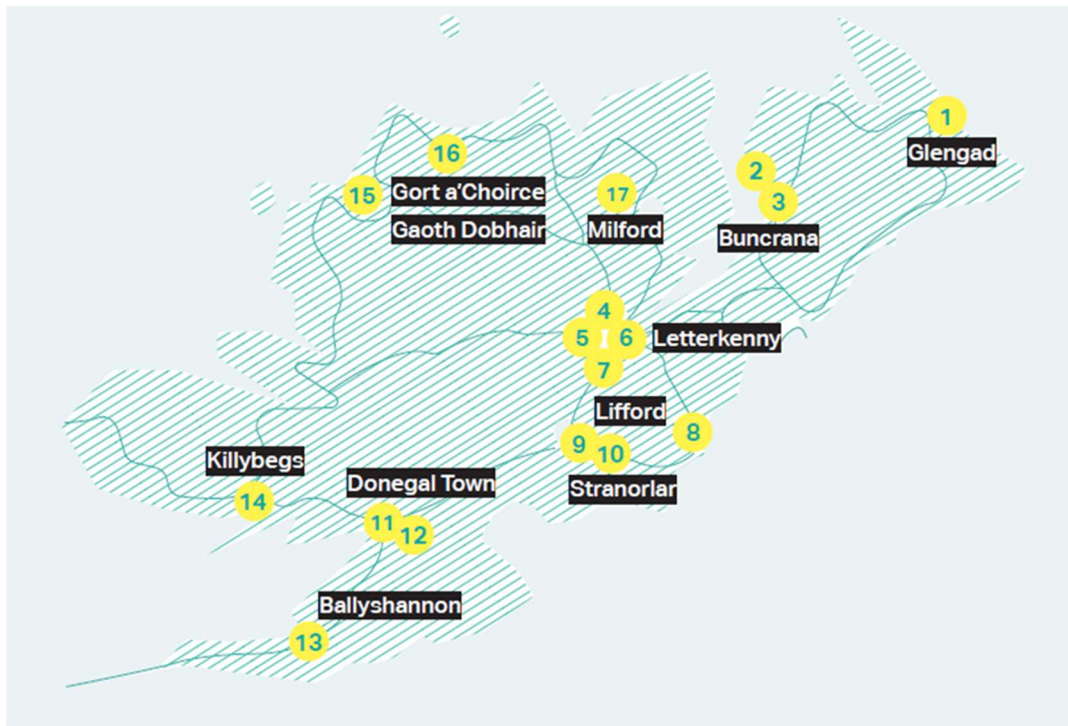 1
Glengad
16
2
15
Gort a'Choirce
17
3
Gaoth Dobhair
Milford
Buncrana
4
5
6
Letterkenny
7
Lifford
8
9
10
Killybegs
Donegal Town
Stranorlar
14
11
12
Ballyshannon
13